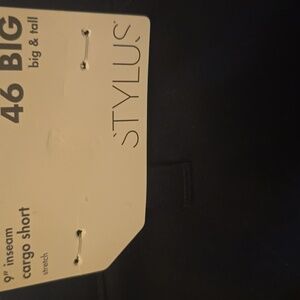 46 BIG
big & tall
STYLUS
9" inseam
cargo short
stretch